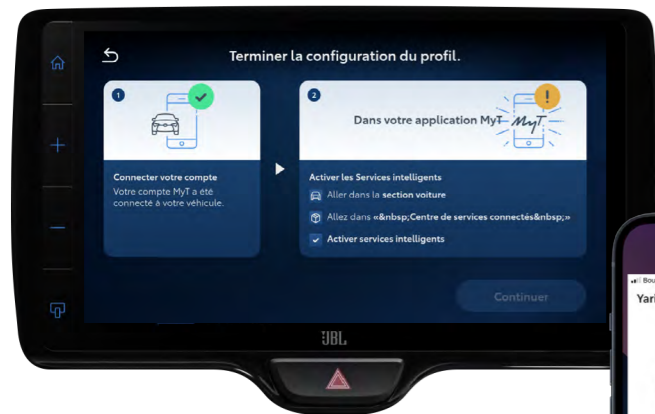 Terminer la configuration du profil.
1
2
Dans votre application MyT
MyT
Connecter votre compte
Votre compte MyT a été
connecté à votre véhicule.
Activer les Services intelligents
Aller dans la section voiture
Allez dans «&nbsp;Centre de services connectés&nbsp;»
Activer services intelligents
Continuer
JBL
Bou
Yari